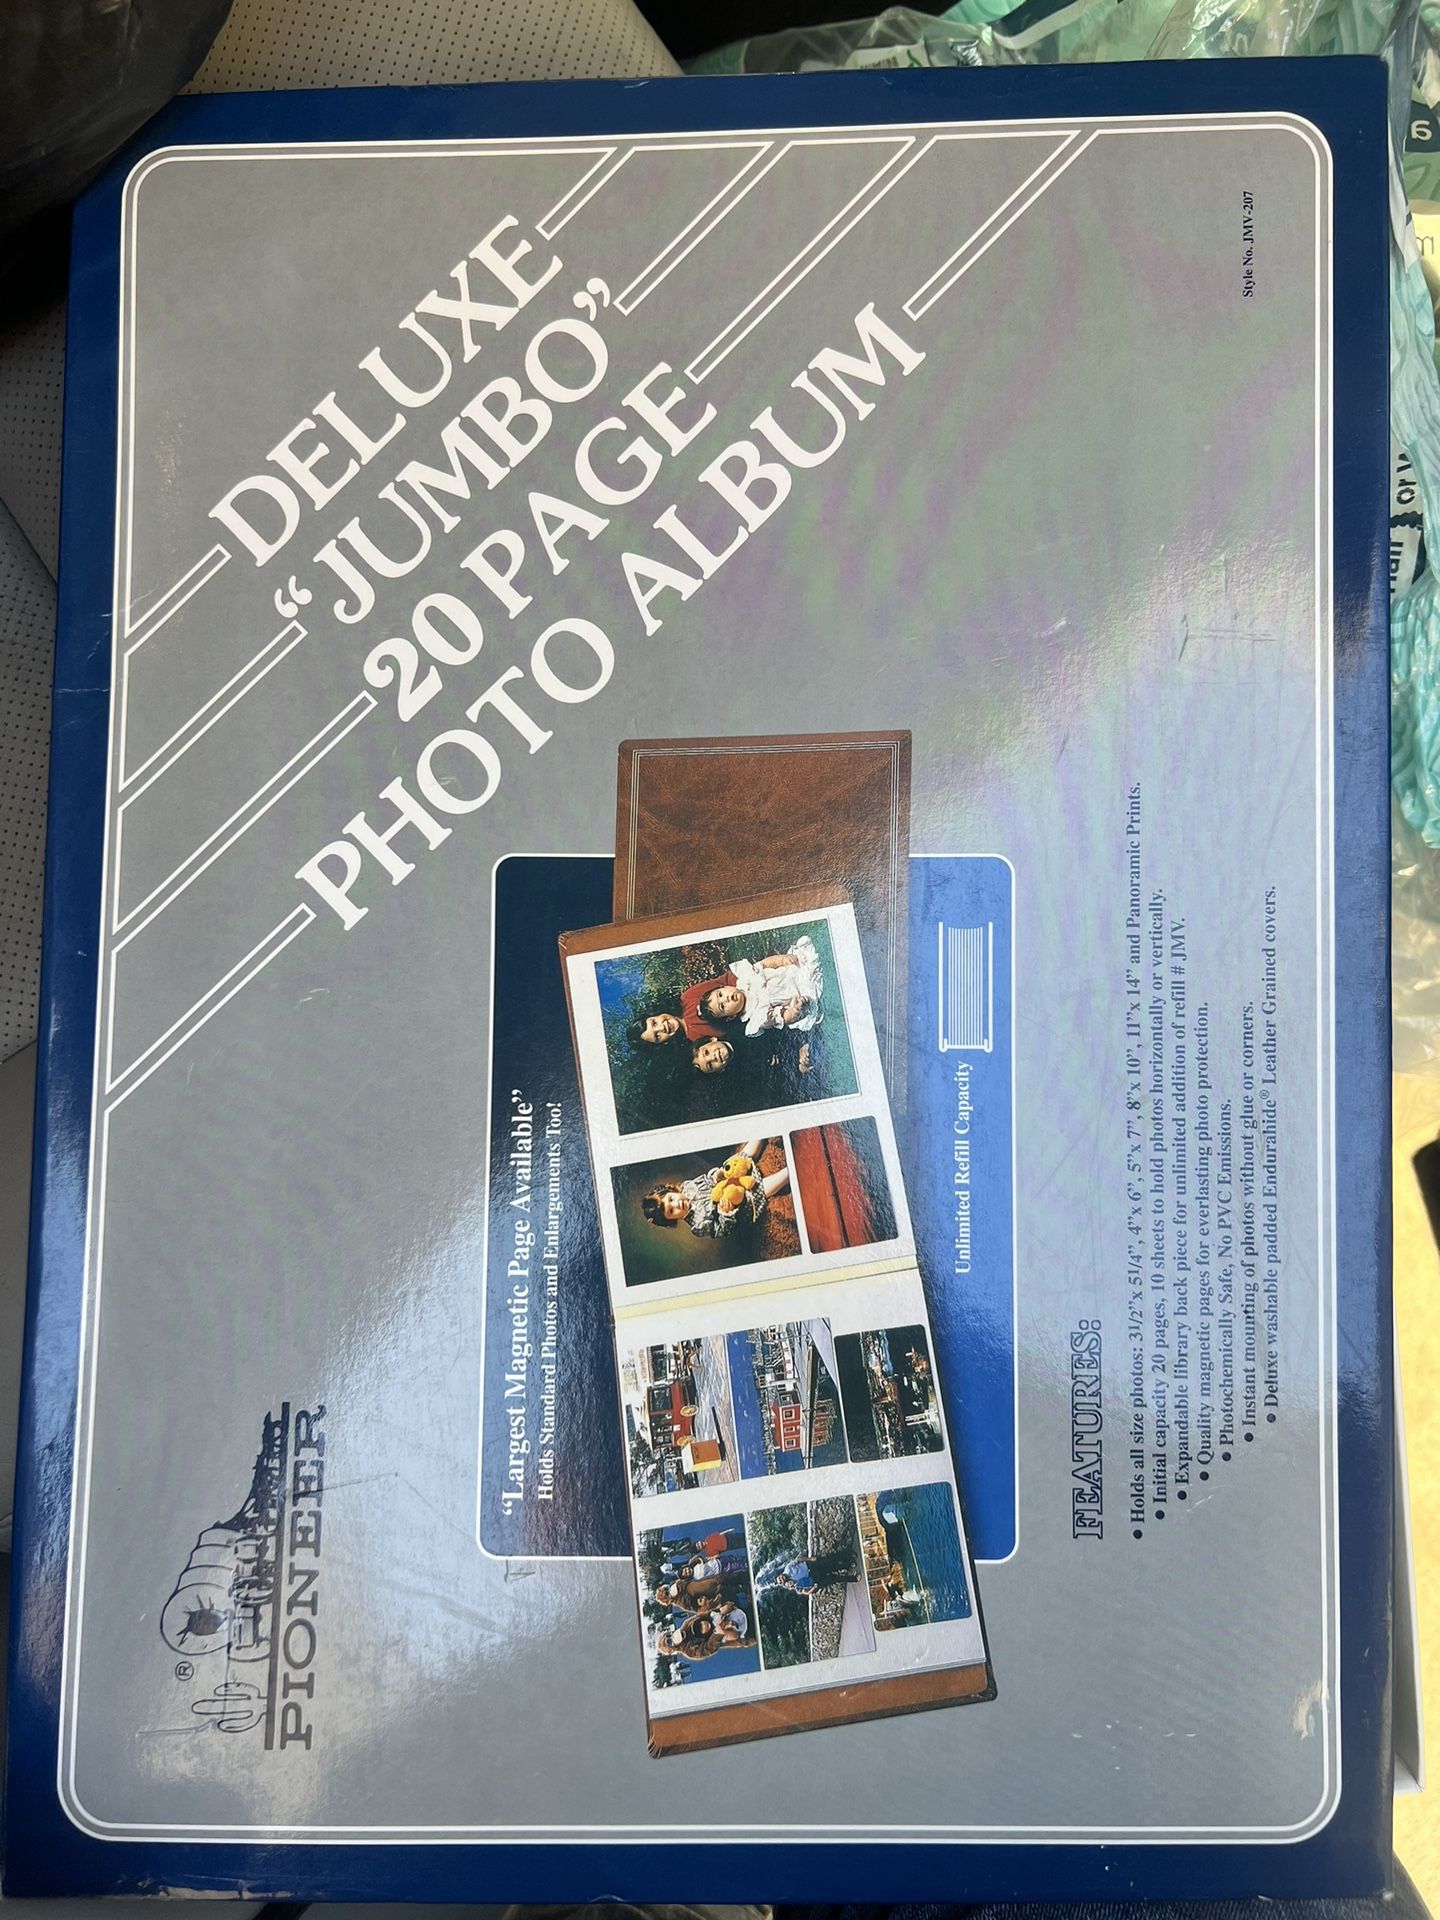 ®
PIONEER
DELUXE
“JUMBO”
20 PAGE
PHOTO ALBUM
“Largest Magnetic Page Available”
Holds Standard Photos and Enlargements Too!
Unlimited Refill Capacity
FEATURES:
• Holds all size photos: 31/2”x 51/4”, 4”x 6”, 5”x 7”, 8”x 10”, 11”x 14” and Panoramic Prints.
• Initial capacity 20 pages, 10 sheets to hold photos horizontally or vertically.
• Expandable library back piece for unlimited addition of refill # JMV.
• Quality magnetic pages for everlasting photo protection.
• Photochemically Safe, No PVC Emissions.
• Instant mounting of photos without glue or corners.
• Deluxe washable padded Endurahide® Leather Grained covers.
Style No. JMV-207
or